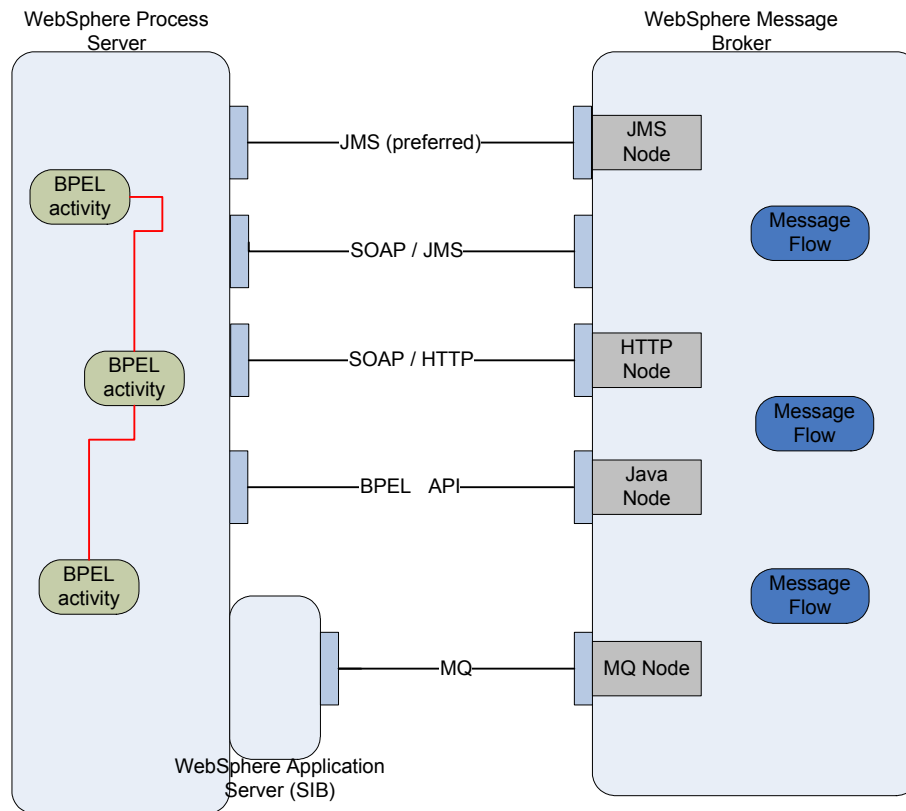 WebSphere Process
Server
WebSphere Message
Broker
JMS (preferred)
JMS
Node
BPEL
activity
Message
Flow
SOAP / JMS
SOAP / HTTP
HTTP
Node
BPEL
activity
Message
Flow
BPEL API
Java
Node
BPEL
activity
Message
Flow
MQ
MQ Node
WebSphere Application
Server (SIB)